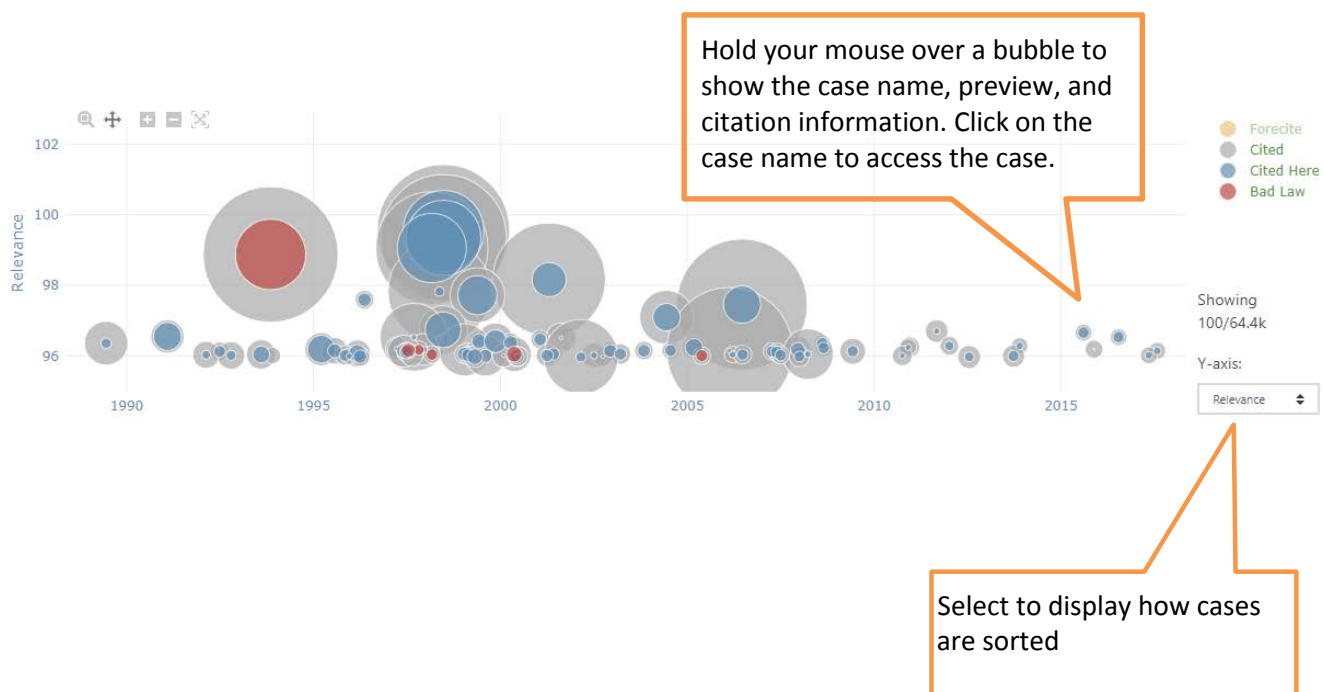 Hold your mouse over a bubble to
show the case name, preview, and
citation information. Click on the
case name to access the case.
102
100
98
96
Relevance
1990
1995
2000
2005
2010
2015
Forecite
Cited
Cited Here
Bad Law
Showing
100/64.4k
Y-axis:
Relevance
Select to display how cases
are sorted